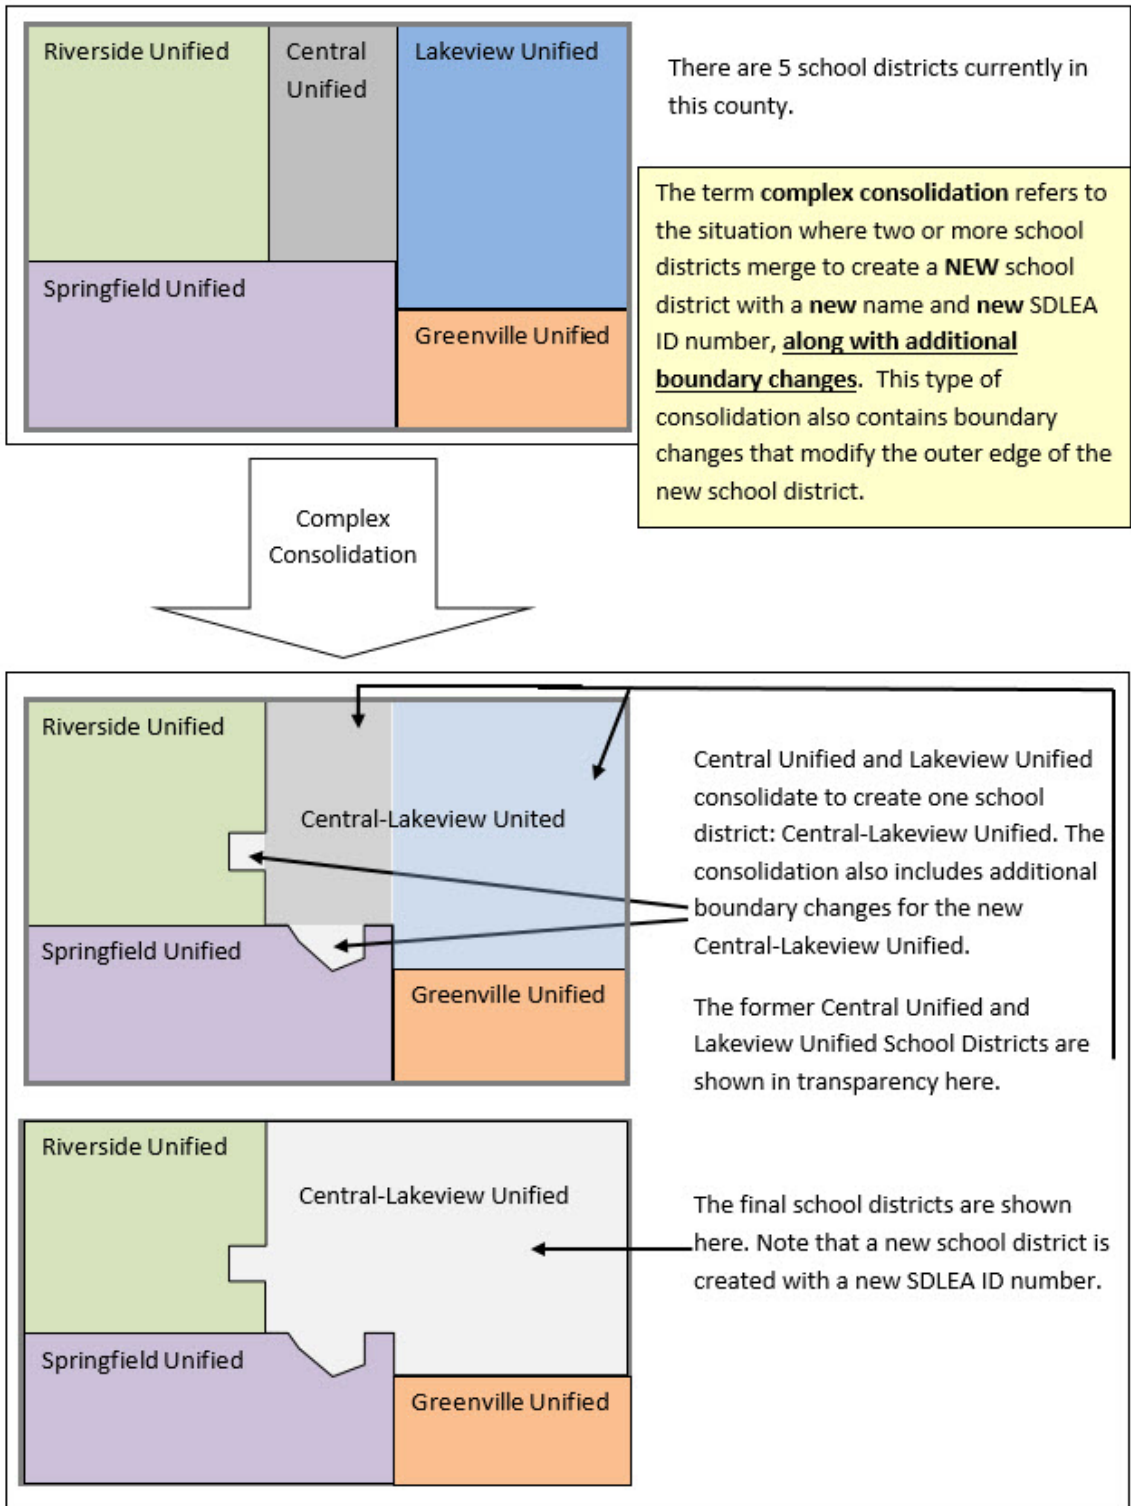 Riverside Unified
Central
Unified
Lakeview Unified
Springfield Unified
Greenville Unified
There are 5 school districts currently in
this county.
The term complex consolidation refers to
the situation where two or more school
districts merge to create a NEW school
district with a new name and new SDLEA
ID number, along with additional
boundary changes. This type of
consolidation also contains boundary
changes that modify the outer edge of the
new school district.
Complex
Consolidation
Riverside Unified
Central-Lakeview United
Springfield Unified
Greenville Unified
Central Unified and Lakeview Unified
consolidate to create one school
district: Central-Lakeview Unified. The
consolidation also includes additional
boundary changes for the new
Central-Lakeview Unified.
The former Central Unified and
Lakeview Unified School Districts are
shown in transparency here.
Riverside Unified
Central-Lakeview Unified
Springfield Unified
Greenville Unified
The final school districts are shown
here. Note that a new school district is
created with a new SDLEA ID number.